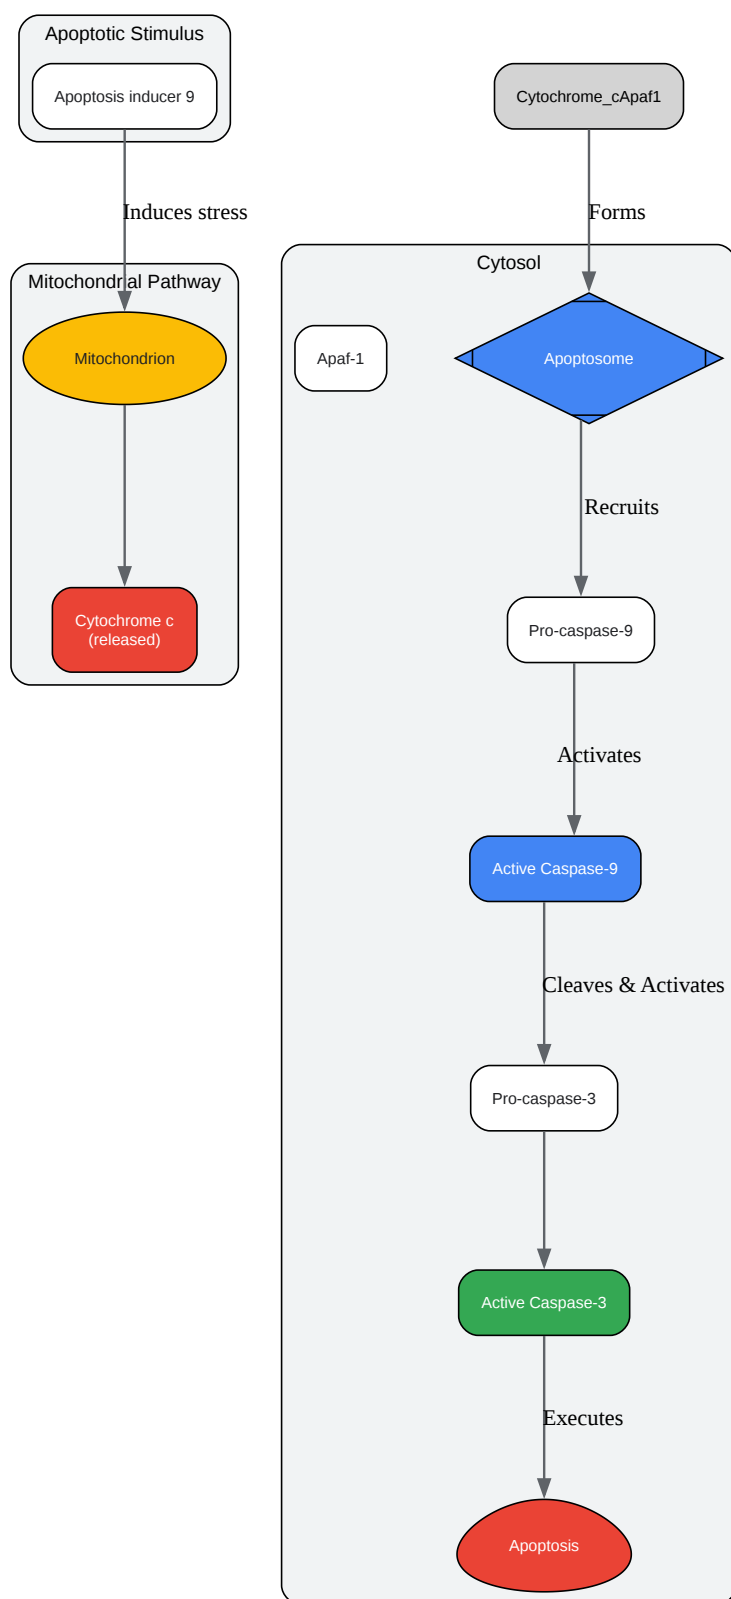 Apoptotic Stimulus
Apoptosis inducer 9
Induces stress
Mitochondrial Pathway
Mitochondrion
Cytochrome c
(released)
Cytochrome_cApaf1
Forms
Cytosol
Apaf-1
Apoptosome
Recruits
Pro-caspase-9
Activates
Active Caspase-9
Cleaves & Activates
Pro-caspase-3
Active Caspase-3
Executes
Apoptosis